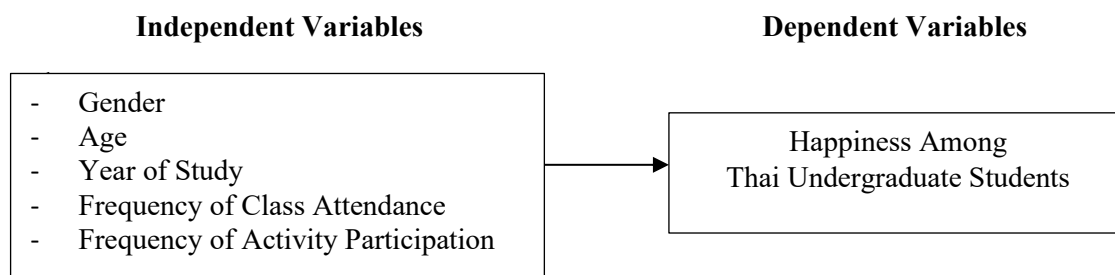 Independent Variables
Dependent Variables
- Gender
- Age
- Year of Study
- Frequency of Class Attendance
- Frequency of Activity Participation
Happiness Among
Thai Undergraduate Students